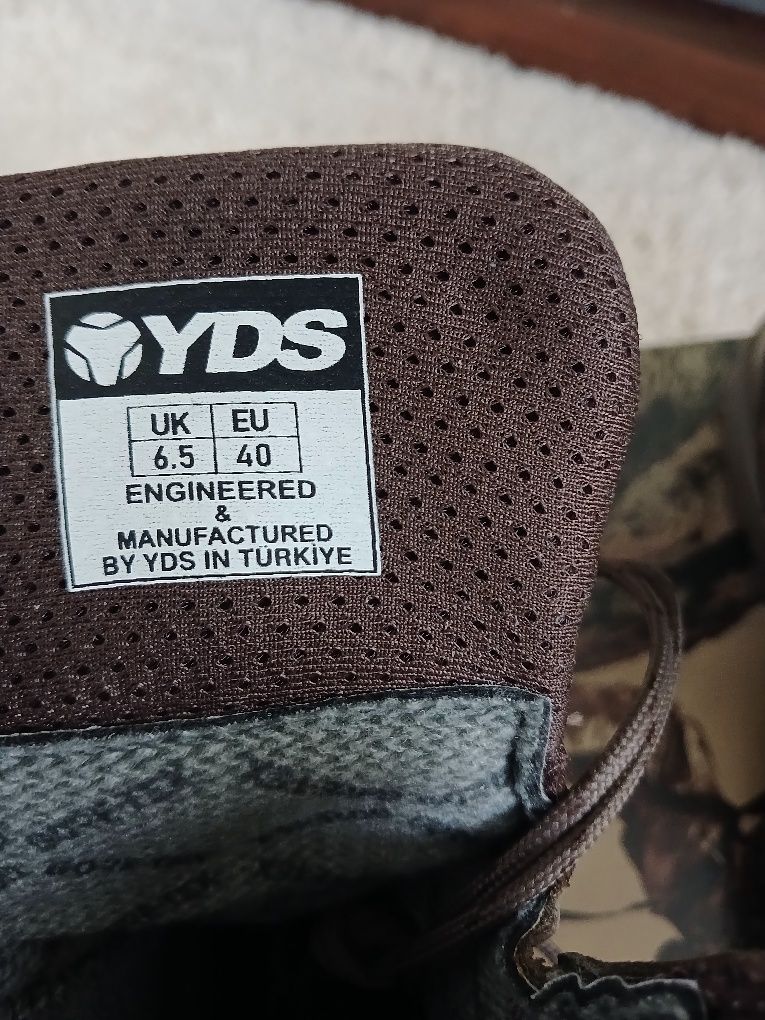 YDS
UK EU
6.5 40
ENGINEERED
&
MANUFACTURED
BY YDS IN TÜRKİYE